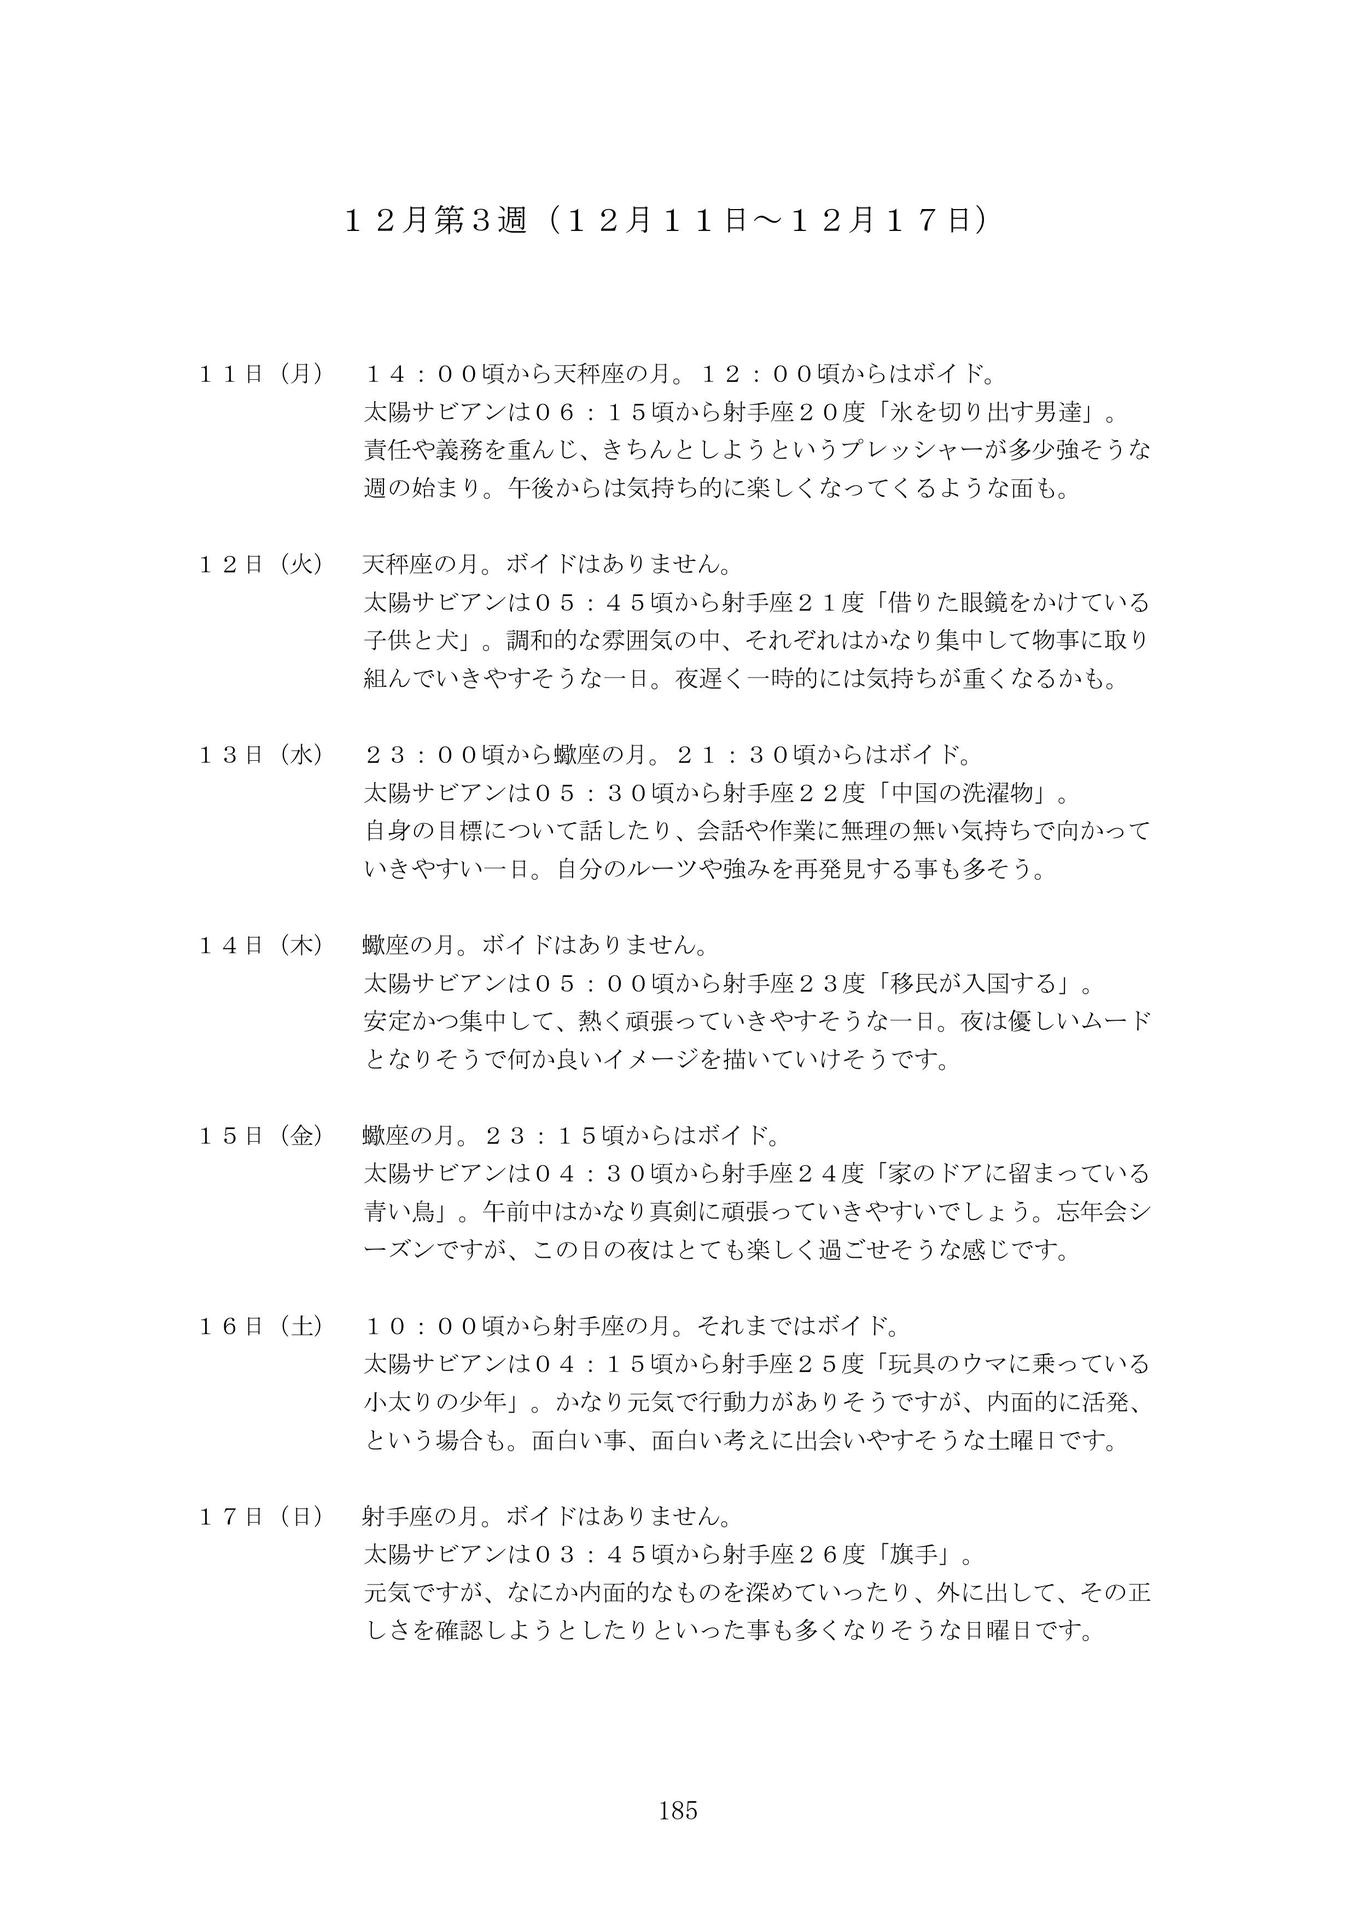 １２月第３週（１２月１１日～１２月１７日）
１１日（月）　１４：００頃から天秤座の月。１２：００頃からはボイド。
太陽サビアンは０６：１５頃から射手座２０度「氷を切り出す男達」。
責任や義務を重んじ、きちんとしようというプレッシャーが多少強そうな
週の始まり。午後からは気持ち的に楽しくなってくるような面も。
１２日（火）　天秤座の月。ボイドはありません。
太陽サビアンは０５：４５頃から射手座２１度「借りた眼鏡をかけている
子供と犬」。調和的な雰囲気の中、それぞれはかなり集中して物事に取り
組んでいきやすそうな一日。夜遅く一時的には気持ちが重くなるかも。
１３日（水）　２３：００頃から蠍座の月。２１：３０頃からはボイド。
太陽サビアンは０５：３０頃から射手座２２度「中国の洗濯物」。
自身の目標について話したり、会話や作業に無理の無い気持ちで向かって
いきやすい一日。自分のルーツや強みを再発見する事も多そう。
１４日（木）　蠍座の月。ボイドはありません。
太陽サビアンは０５：００頃から射手座２３度「移民が入国する」。
安定かつ集中して、熱く頑張っていきやすそうな一日。夜は優しいムード
となりそうで何か良いイメージを描いていけそうです。
１５日（金）　蠍座の月。２３：１５頃からはボイド。
太陽サビアンは０４：３０頃から射手座２４度「家のドアに留まっている
青い鳥」。午前中はかなり真剣に頑張っていきやすいでしょう。忘年会シ
ーズンですが、この日の夜はとても楽しく過ごせそうな感じです。
１６日（土）　１０：００頃から射手座の月。それまではボイド。
太陽サビアンは０４：１５頃から射手座２５度「玩具のウマに乗っている
小太りの少年」。かなり元気で行動力がありそうですが、内面的に活発、
という場合も。面白い事、面白い考えに出会いやすそうな土曜日です。
１７日（日）　射手座の月。ボイドはありません。
太陽サビアンは０３：４５頃から射手座２６度「旗手」。
元気ですが、なにか内面的なものを深めていったり、外に出して、その正
しさを確認しようとしたりといった事も多くなりそうな日曜日です。
185